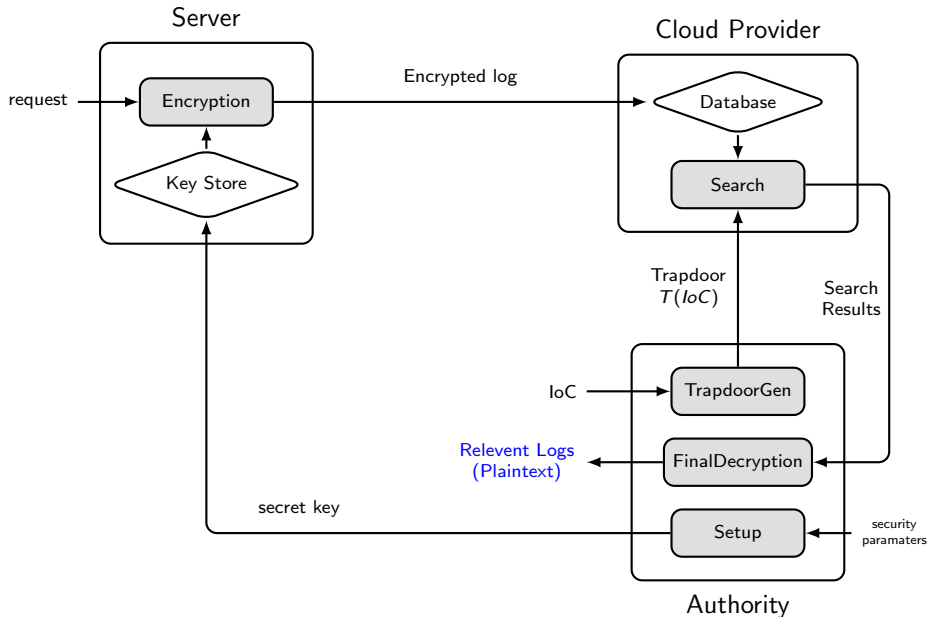 Server
Cloud Provider
request
Encryption
Encrypted log
Database
Key Store
Search
Trapdoor
T(IoC)
Search
Results
IoC
TrapdoorGen
Relevent Logs
(Plaintext)
FinalDecryption
secret key
Setup
security
paramaters
Authority